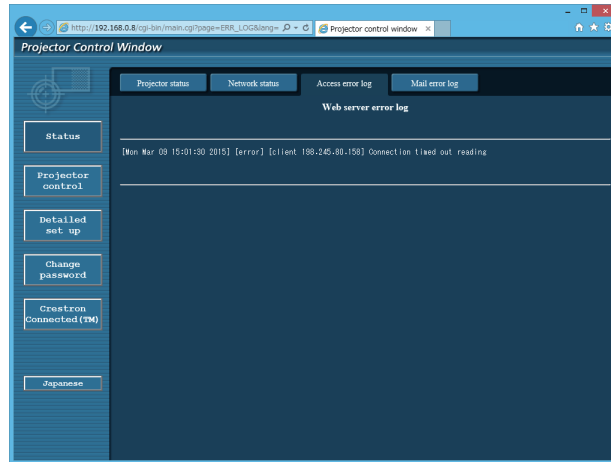 http://192.168.0.8/cgi-bin/main.cgi?page=ERR_LOG&lang=
Projector control window
Projector Control Window
Projector status
Network status
Access error log
Mail error log
Web server error log
Status
[Mon Mar 09 15:01:30 2015] [error] [client 198.245.80.158] Connection timed out reading
Projector
control
Detailed
set up
Change
password
Crestron
Connected(TM)
Japanese